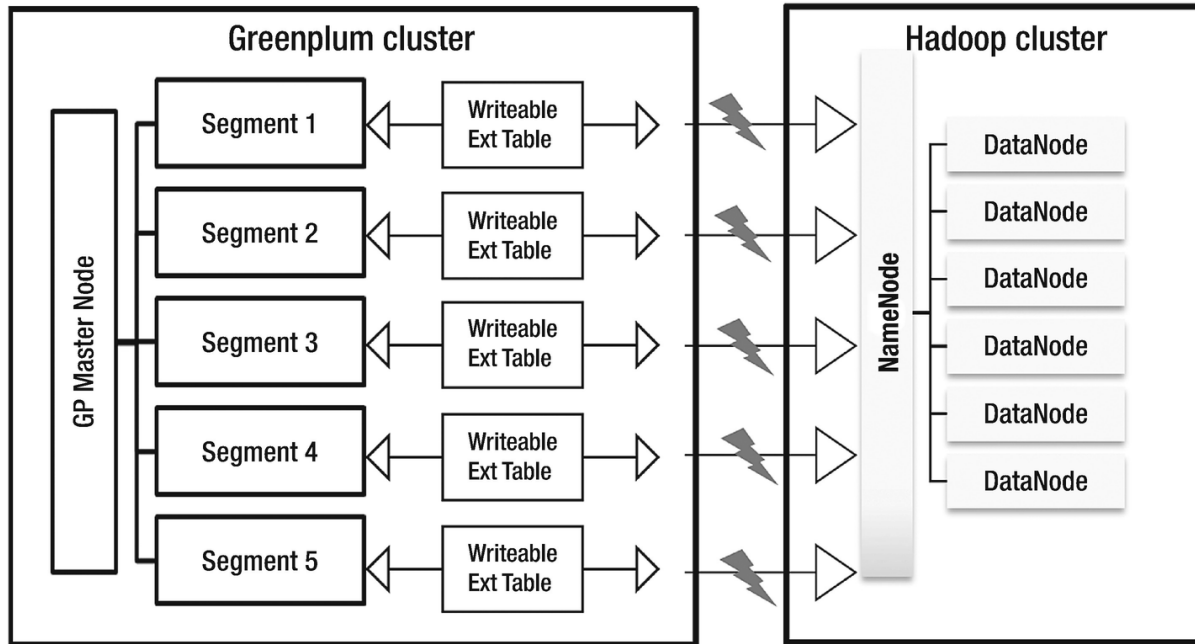 Greenplum cluster
GP Master Node
Segment 1
Writeable
Ext Table
Segment 2
Writeable
Ext Table
Segment 3
Writeable
Ext Table
Segment 4
Writeable
Ext Table
Segment 5
Writeable
Ext Table
Hadoop cluster
NameNode
DataNode
DataNode
DataNode
DataNode
DataNode
DataNode